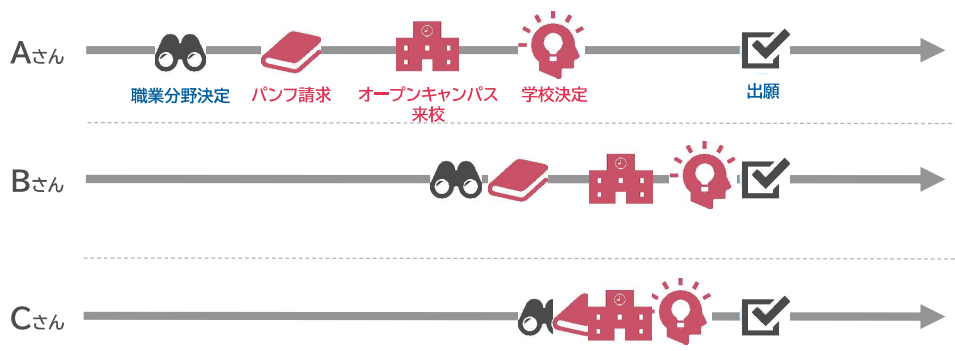 Aさん
職業分野決定
パンフ請求
オープンキャンパス
来校
学校決定
出願
Bさん
Cさん